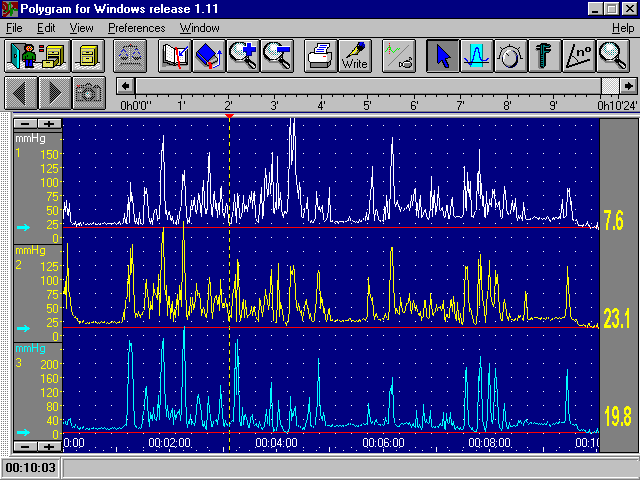 Polygram for Windows release 1.11
File Edit View Preferences Window Help
Write
nº
0h0'0" 1' 2' 3' 4' 5' 6' 7' 8' 9' 0h10'24'
mmHg
1
150
125
100
75
50
25
0
7.6
mmHg
2
125
100
75
50
25
0
23.1
mmHg
3
200
160
120
80
40
0
19.8
0:00 00:02:00 00:04:00 00:06:00 00:08:00 00:10
00:10:03